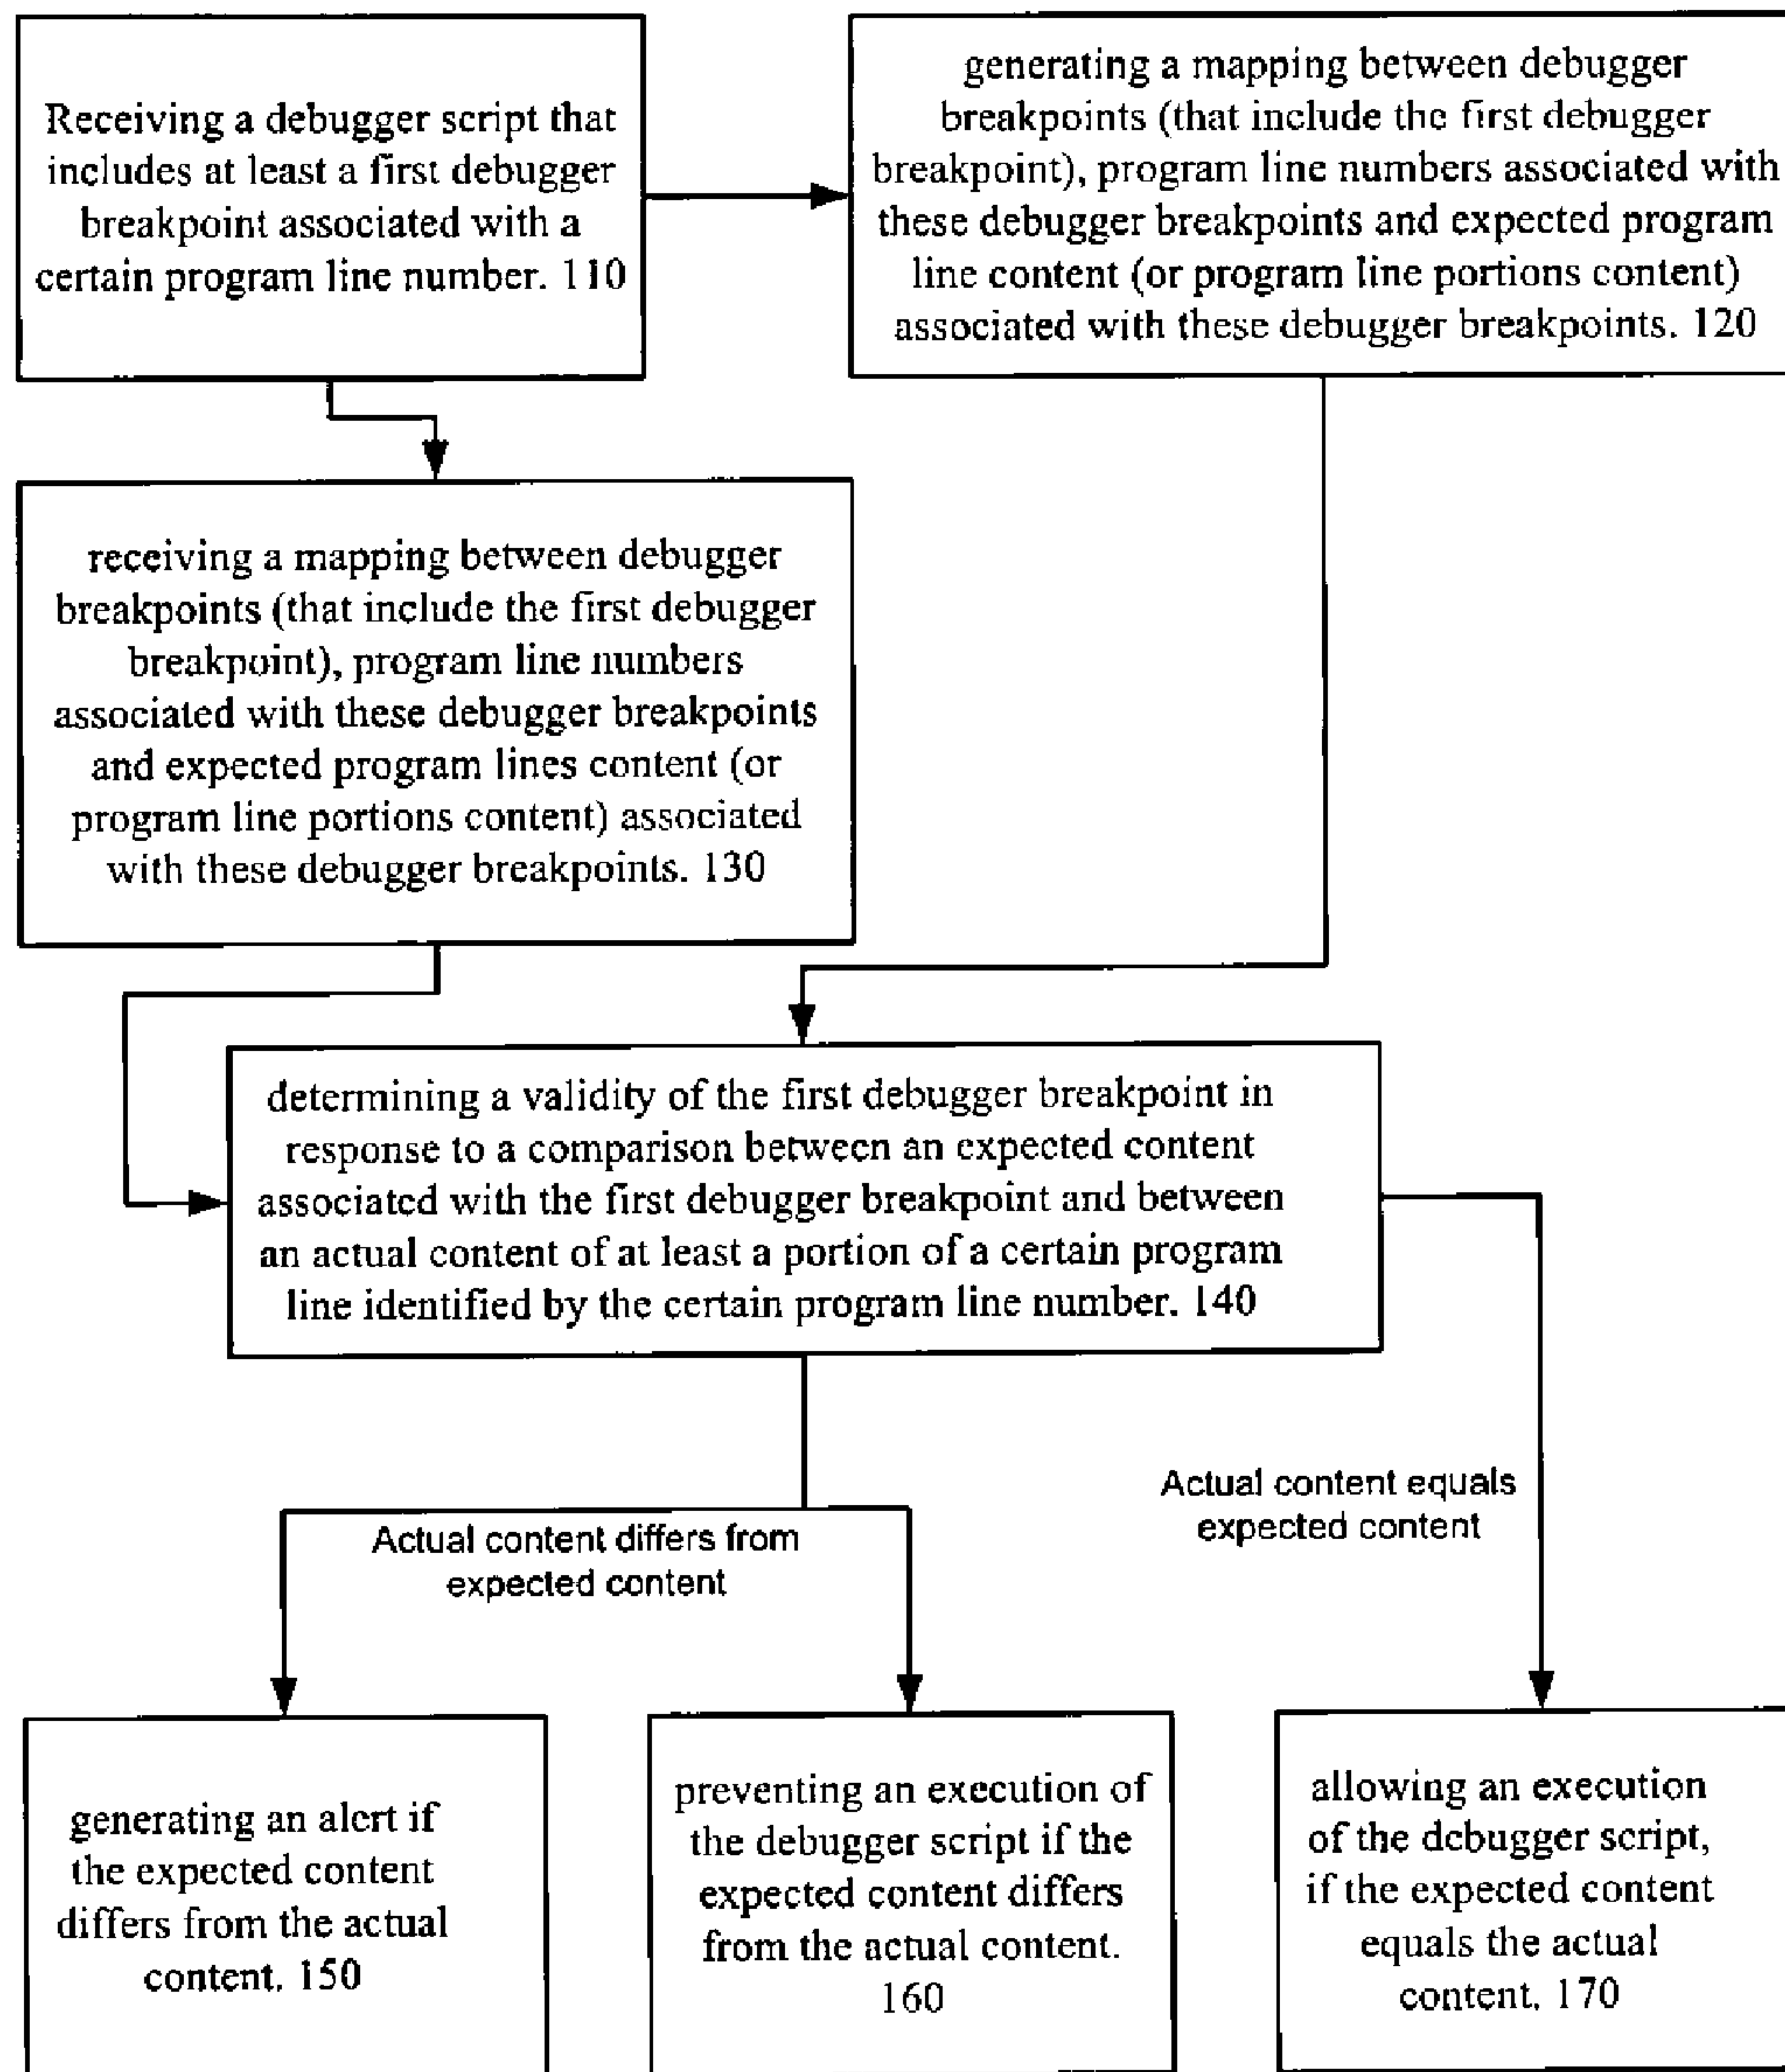 Receiving a debugger script that
includes at least a first debugger
breakpoint associated with a
certain program line number. 110
generating a mapping between debugger
breakpoints (that include the first debugger
breakpoint), program line numbers associated with
these debugger breakpoints and expected program
line content (or program line portions content)
associated with these debugger breakpoints. 120
receiving a mapping between debugger
breakpoints (that include the first debugger
breakpoint), program line numbers
associated with these debugger breakpoints
and expected program lines content (or
program line portions content) associated
with these debugger breakpoints. 130
determining a validity of the first debugger breakpoint in
response to a comparison between an expected content
associated with the first debugger breakpoint and between
an actual content of at least a portion of a certain program
line identified by the certain program line number. 140
Actual content differs from
expected content
Actual content equals
expected content
generating an alert if
the expected content
differs from the actual
content. 150
preventing an execution of
the debugger script if the
expected content differs
from the actual content.
160
allowing an execution
of the debugger script,
if the expected content
equals the actual
content. 170